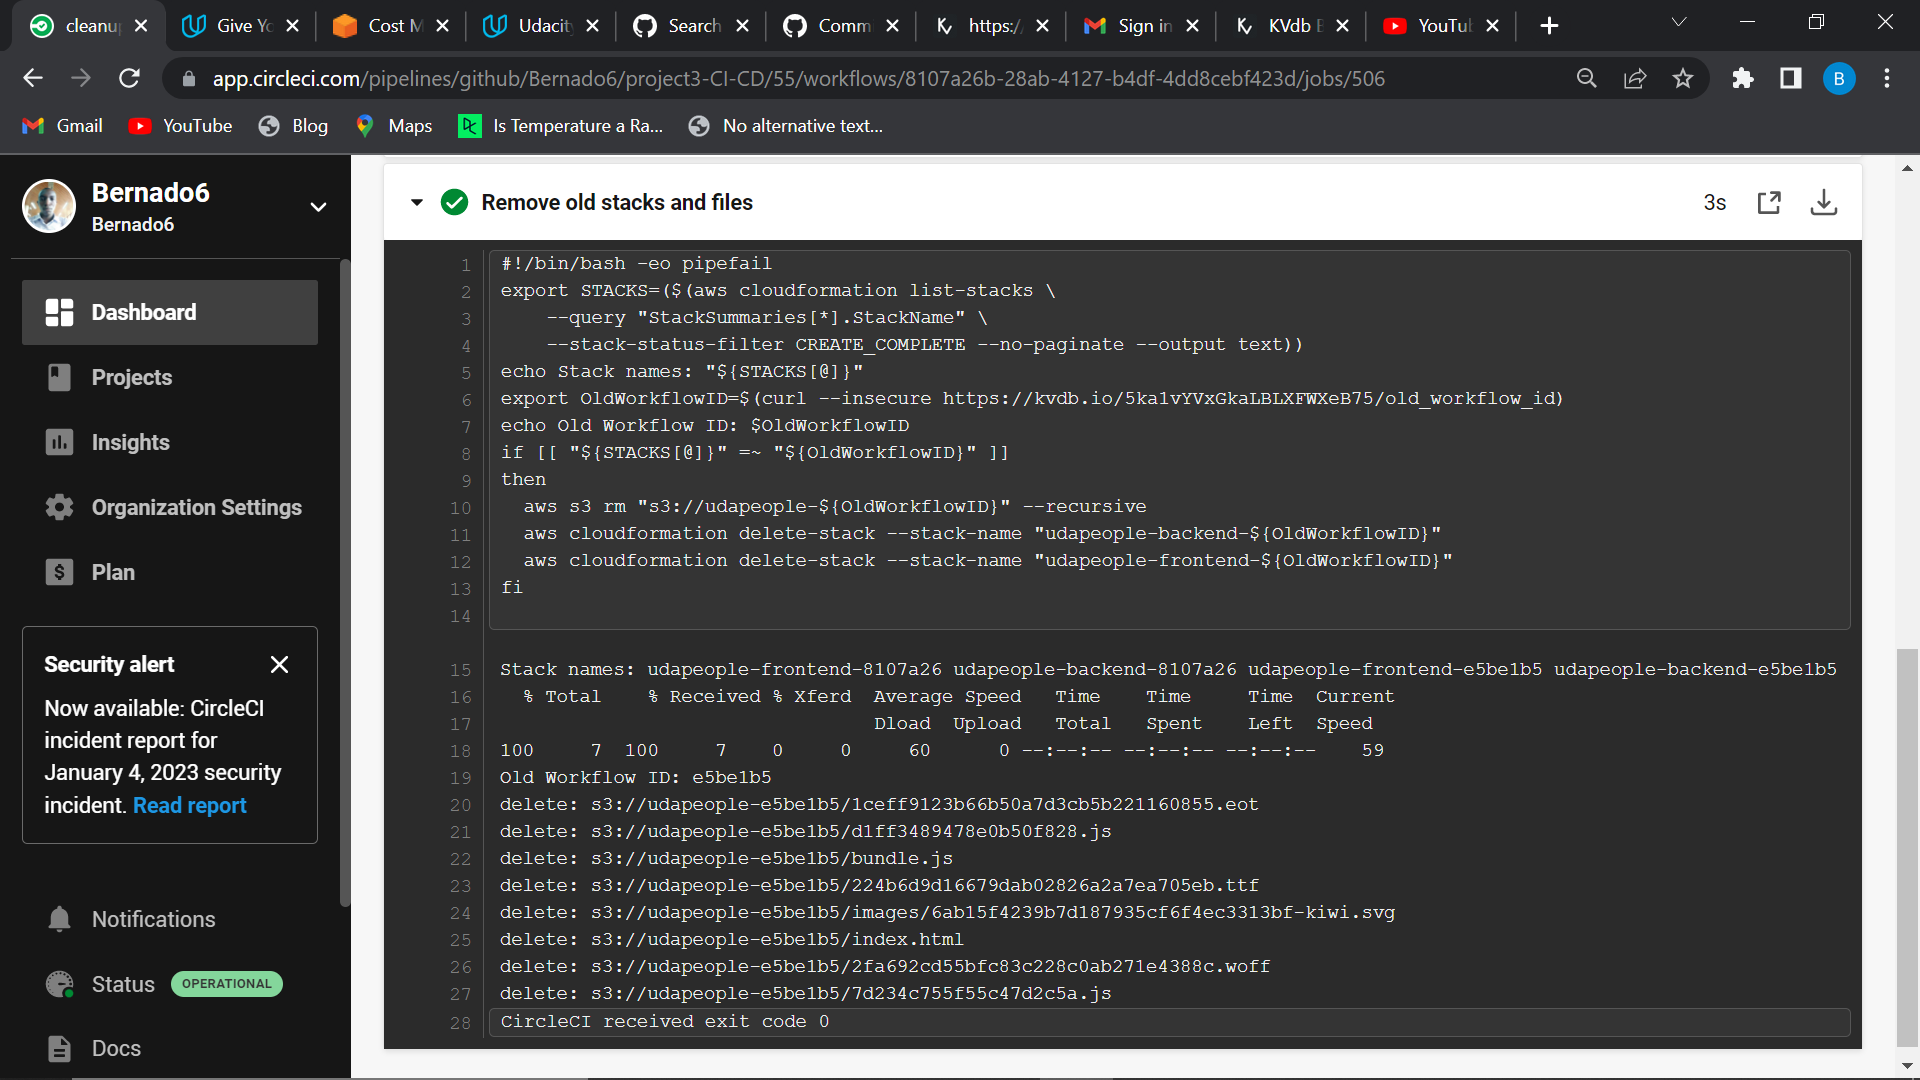 cleanu
Give Yo
Cost M
Udacit
Search
Comm
https:/
Sign in
KVdb B
YouTub
app.circleci.com/pipelines/github/Bernado6/project3-CI-CD/55/workflows/8107a26b-28ab-4127-b4df-4dd8cebf423d/jobs/506
B
Gmail
YouTube
Blog
Maps
Is Temperature a Ra...
No alternative text...
Bernado6
Bernado6
Dashboard
Projects
Insights
Organization Settings
Plan
Security alert
Now available: CircleCI
incident report for
January 4, 2023 security
incident. Read report
Notifications
Status OPERATIONAL
Docs
Remove old stacks and files
3s
1 #!/bin/bash -eo pipefail
2 export STACKS=($(aws cloudformation list-stacks \
3 --query "StackSummaries[*].StackName" \
4 --stack-status-filter CREATE_COMPLETE --no-paginate --output text))
5 echo Stack names: "${STACKS[@]}"
6 export OldWorkflowID=$(curl --insecure https://kvdb.io/5ka1vYVxGkaLBLXFWXeB75/old_workflow_id)
7 echo Old Workflow ID: $OldWorkflowID
8 if [[ "${STACKS[@]}" =~ "${OldWorkflowID}" ]]
9 then
10 aws s3 rm "s3://udapeople-${OldWorkflowID}" --recursive
11 aws cloudformation delete-stack --stack-name "udapeople-backend-${OldWorkflowID}"
12 aws cloudformation delete-stack --stack-name "udapeople-frontend-${OldWorkflowID}"
13 fi
14
15 Stack names: udapeople-frontend-8107a26 udapeople-backend-8107a26 udapeople-frontend-e5be1b5 udapeople-backend-e5be1b5
16 % Total % Received % Xferd Average Speed Time Time Time Current
17 Dload Upload Total Spent Left Speed
18 100 7 100 7 0 0 60 0 --:--:-- --:--:-- --:--:-- 59
19 Old Workflow ID: e5be1b5
20 delete: s3://udapeople-e5be1b5/1ceff9123b66b50a7d3cb5b221160855.eot
21 delete: s3://udapeople-e5be1b5/d1ff3489478e0b50f828.js
22 delete: s3://udapeople-e5be1b5/bundle.js
23 delete: s3://udapeople-e5be1b5/224b6d9d16679dab02826a2a7ea705eb.ttf
24 delete: s3://udapeople-e5be1b5/images/6ab15f4239b7d187935cf6f4ec3313bf-kiwi.svg
25 delete: s3://udapeople-e5be1b5/index.html
26 delete: s3://udapeople-e5be1b5/2fa692cd55bfc83c228c0ab271e4388c.woff
27 delete: s3://udapeople-e5be1b5/7d234c755f55c47d2c5a.js
28 CircleCI received exit code 0